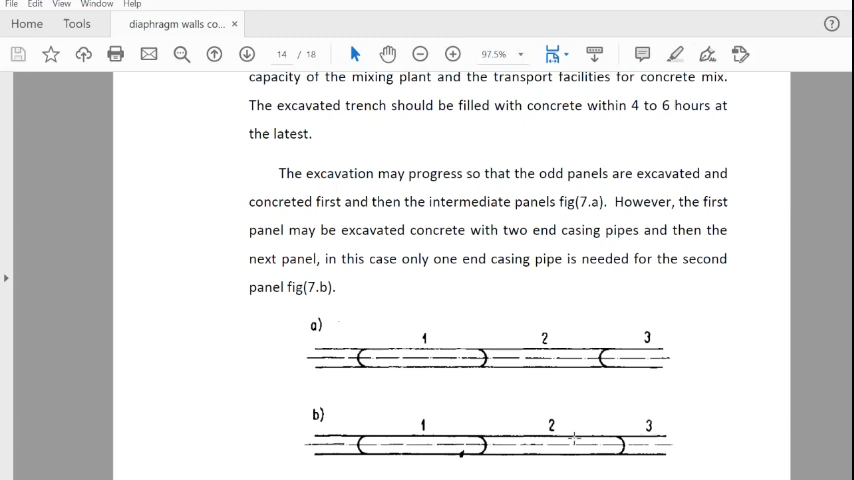 File Edit View Window Help
Home Tools diaphragm walls co... ×
14 / 18 97.5%
capacity of the mixing plant and the transport facilities for concrete mix.
The excavated trench should be filled with concrete within 4 to 6 hours at
the latest.
The excavation may progress so that the odd panels are excavated and
concreted first and then the intermediate panels fig(7.a). However, the first
panel may be excavated concrete with two end casing pipes and then the
next panel, in this case only one end casing pipe is needed for the second
panel fig(7.b).
a)
1 2 3
b)
1 2 3